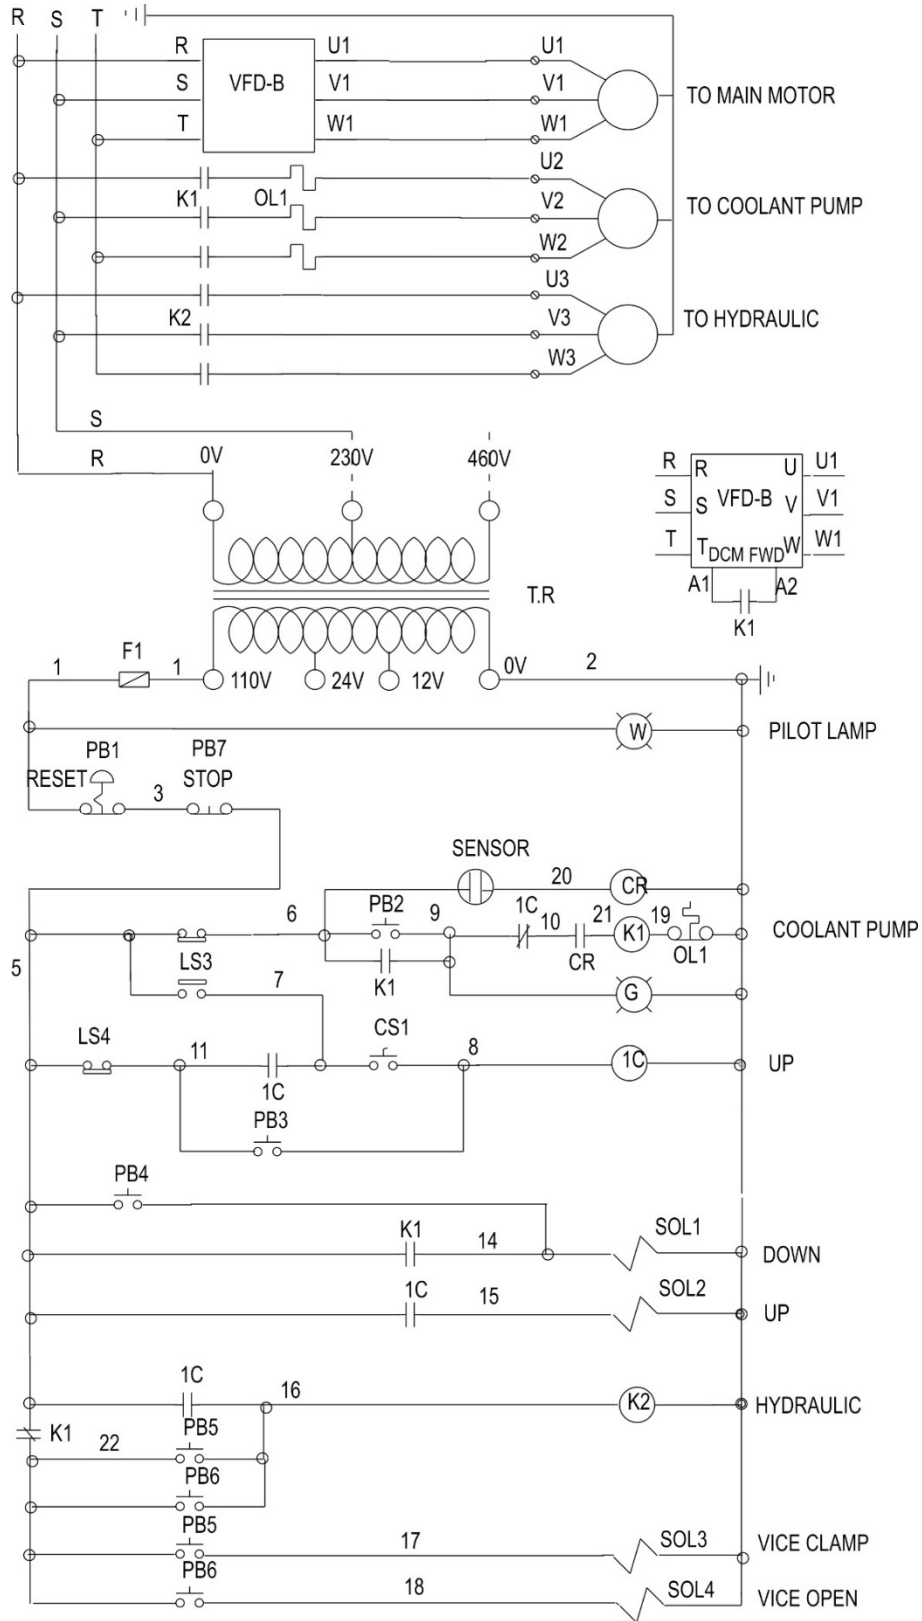 R S T
R VFD-B U1 U1
S V1 V1 TO MAIN MOTOR
T W1 W1
U2
K1 OL1 V2 TO COOLANT PUMP
W2
U3
K2 V3 TO HYDRAULIC
W3
S
R 0V 230V 460V
R R U U1
S S VFD-B V V1
T T DCM FWD W W1
A1 A2
K1
T.R
1 F1 1 110V 24V 12V 0V 2
W PILOT LAMP
PB1 PB7
RESET 3 STOP
SENSOR
20 CR
6 PB2 9 1C 10 21 K1 19 COOLANT PUMP
CR OL1
5 LS3 7 K1 G
LS4 11 1C CS1 8 1C UP
PB3
PB4
K1 14 SOL1 DOWN
1C 15 SOL2 UP
1C 16 K2 HYDRAULIC
K1 22 PB5
PB6
PB5 17 SOL3 VICE CLAMP
PB6 18 SOL4 VICE OPEN